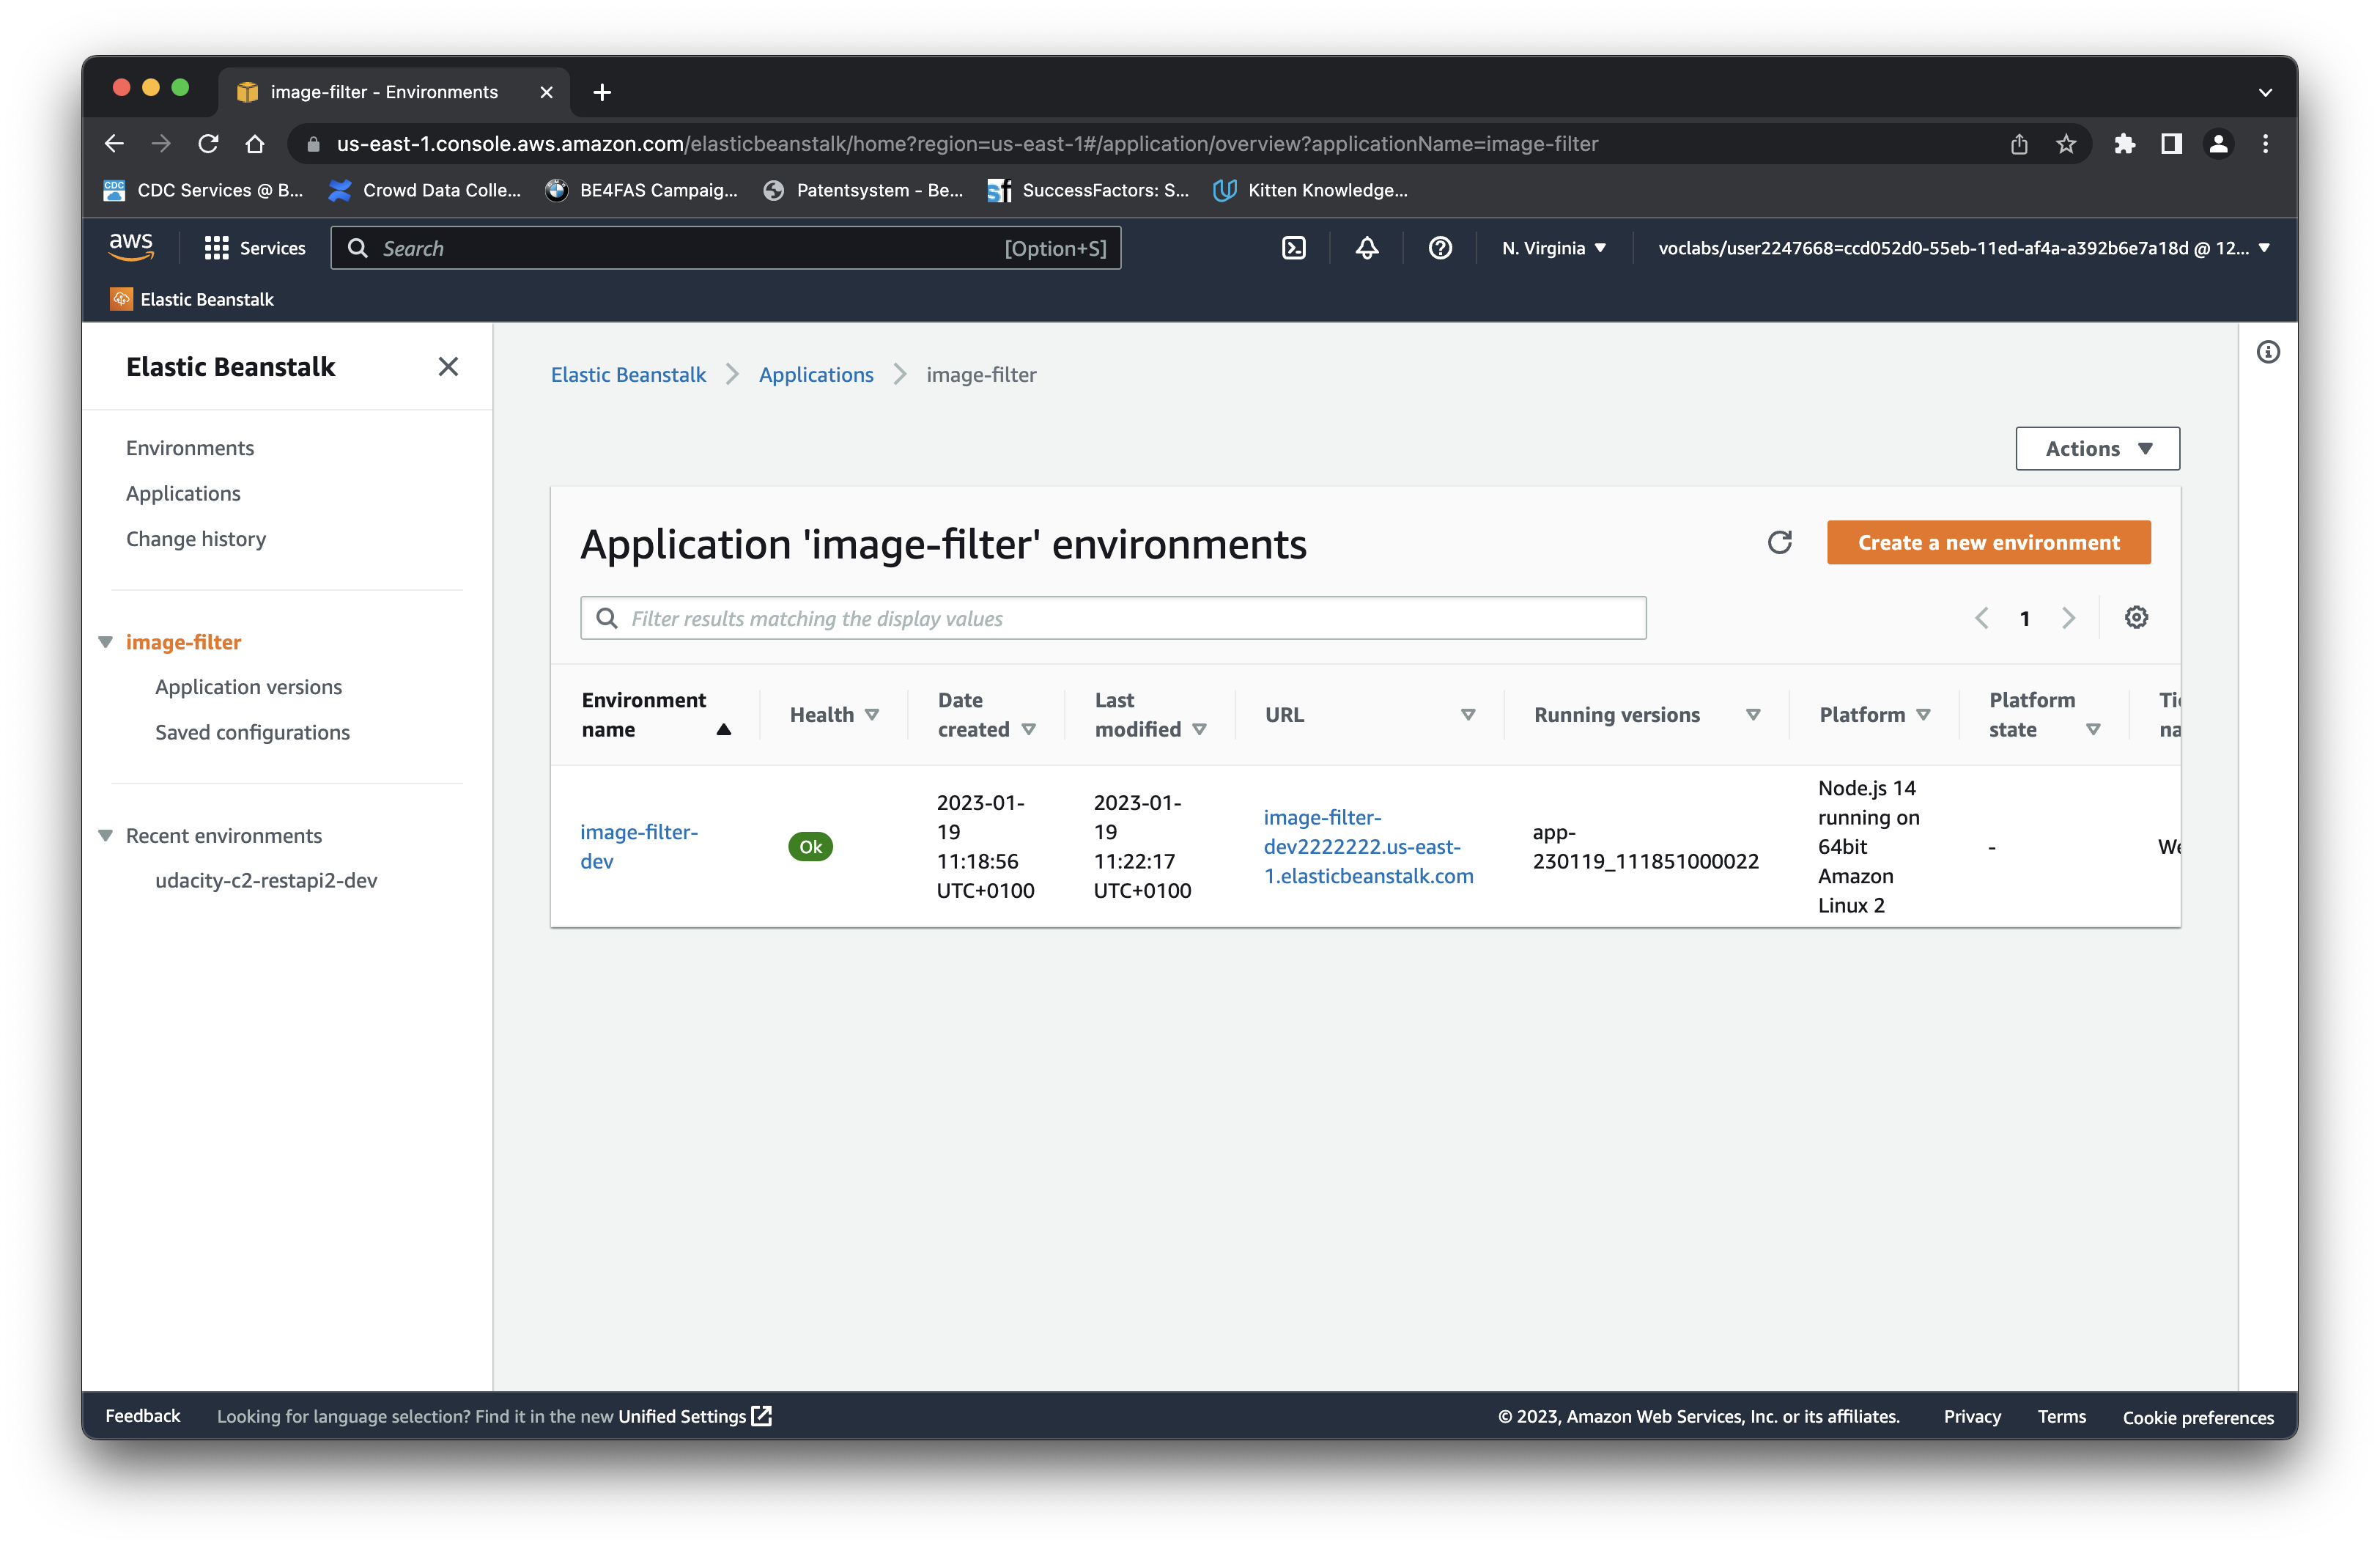 image-filter - Environments
us-east-1.console.aws.amazon.com/elasticbeanstalk/home?region=us-east-1#/application/overview?applicationName=image-filter
CDC Services @ B...
Crowd Data Colle...
BE4FAS Campaig...
Patentsystem - Be...
SuccessFactors: S...
Kitten Knowledge...
aws
Services
Search
[Option+S]
N. Virginia
voclabs/user2247668=ccd052d0-55eb-11ed-af4a-a392b6e7a18d @ 12...
Elastic Beanstalk
Elastic Beanstalk
Environments
Applications
Change history
image-filter
Application versions
Saved configurations
Recent environments
udacity-c2-restapi2-dev
Elastic Beanstalk
Applications
image-filter
Actions
Application 'image-filter' environments
Create a new environment
Filter results matching the display values
1
Environment
name
Health
Date
created
Last
modified
URL
Running versions
Platform
Platform
state
image-filter-
dev
Ok
2023-01-
19
11:18:56
UTC+0100
2023-01-
19
11:22:17
UTC+0100
image-filter-
dev2222222.us-east-
1.elasticbeanstalk.com
app-
230119_111851000022
Node.js 14
running on
64bit
Amazon
Linux 2
-
Feedback
Looking for language selection? Find it in the new Unified Settings
© 2023, Amazon Web Services, Inc. or its affiliates.
Privacy
Terms
Cookie preferences